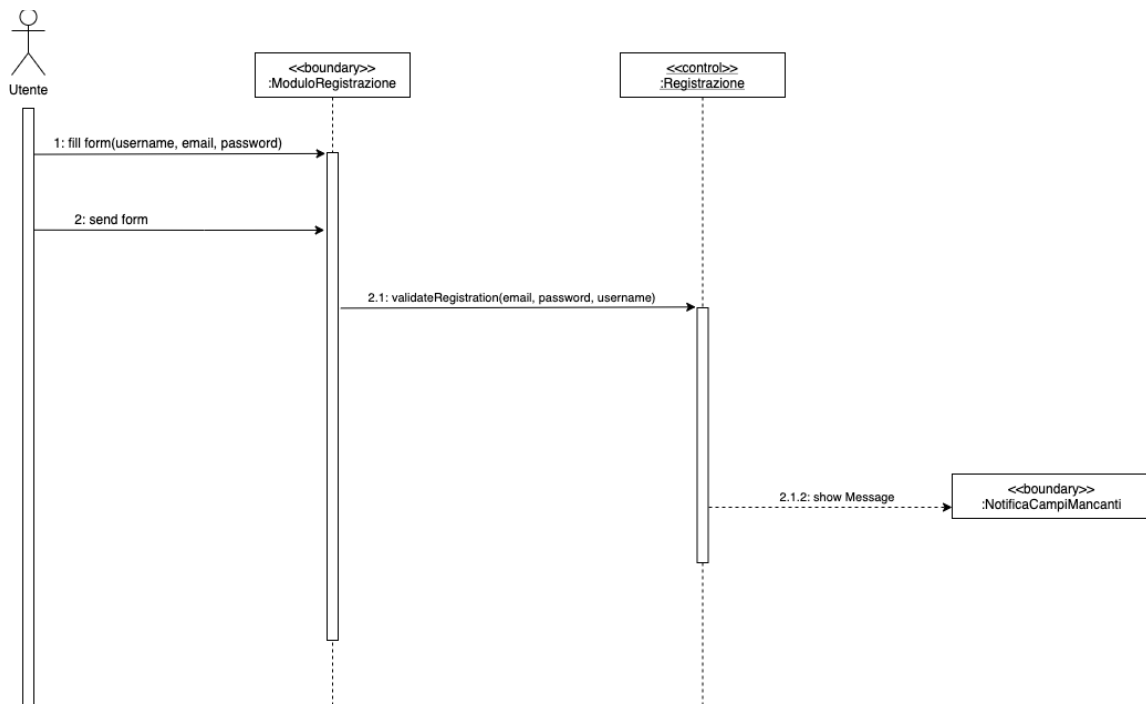 Utente
<<boundary>>
:ModuloRegistrazione
<<control>>
:Registrazione
1: fill form(username, email, password)
2: send form
2.1: validateRegistration(email, password, username)
2.1.2: show Message
<<boundary>>
:NotificaCampiMancanti